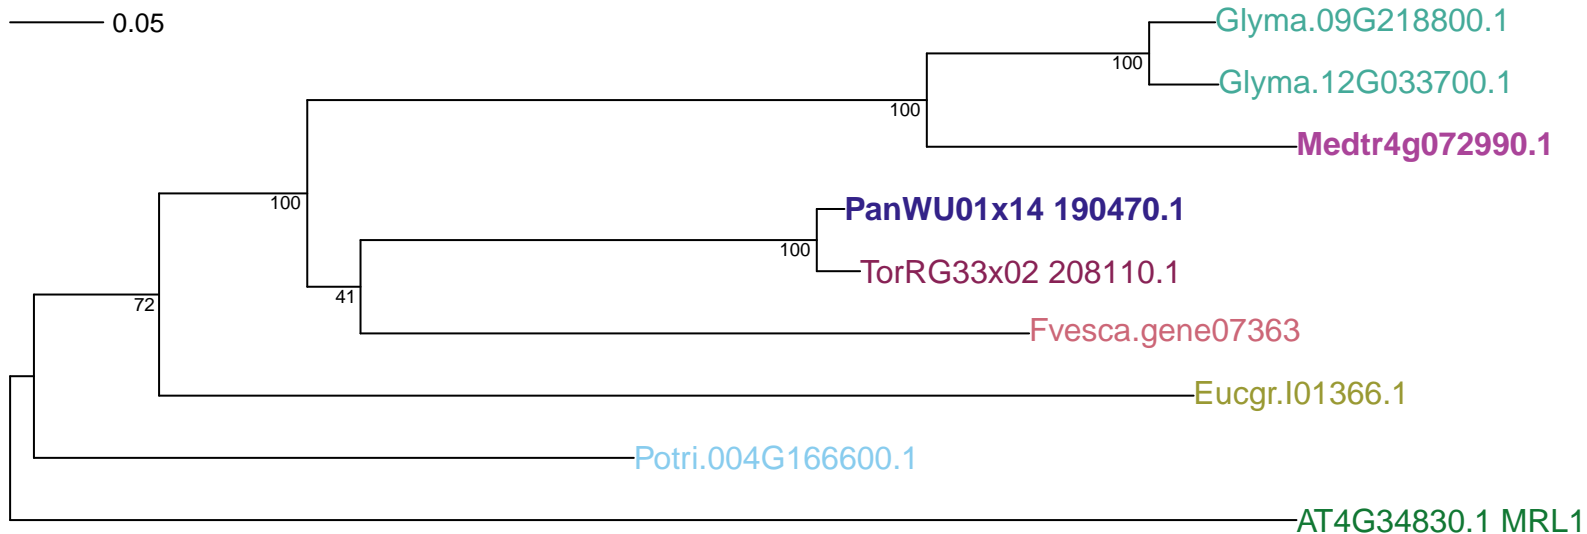 0.05
Glyma.09G218800.1
100
Glyma.12G033700.1
100
Medtr4g072990.1
100
PanWU01x14 190470.1
100
TorRG33x02 208110.1
72
41
Fvesca.gene07363
Eucgr.I01366.1
Potri.004G166600.1
AT4G34830.1 MRL1